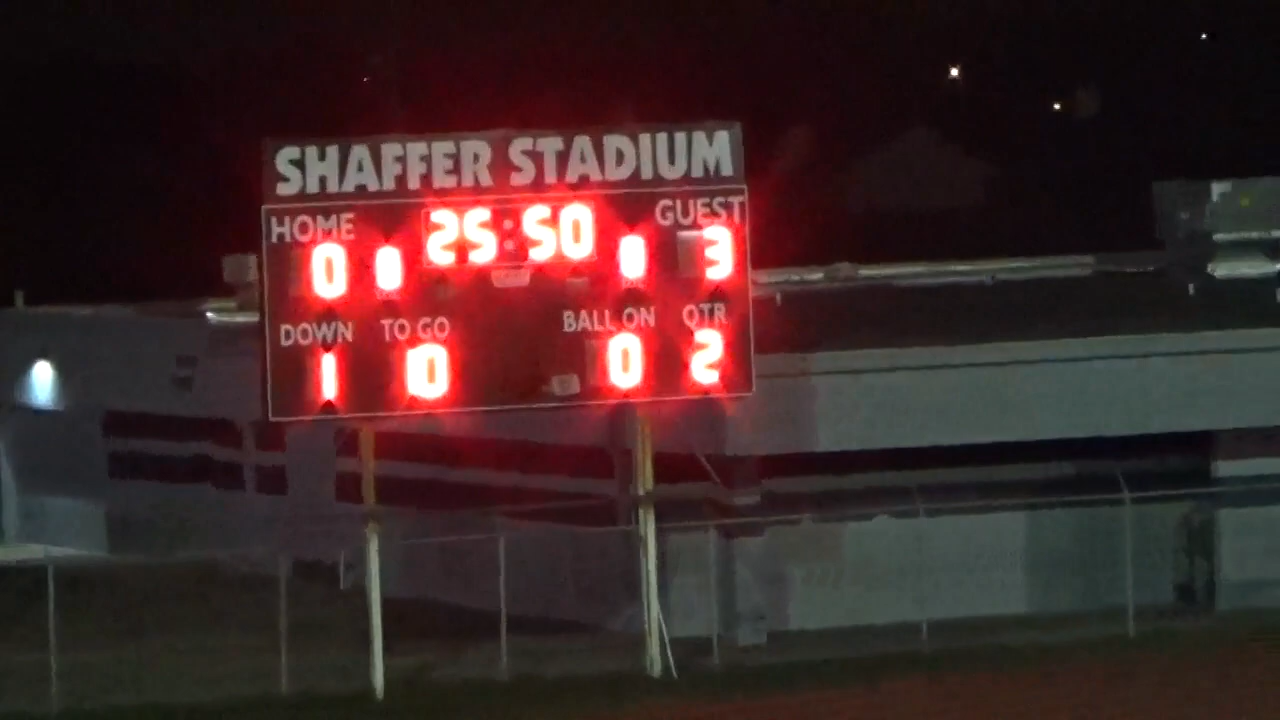 SHAFFER STADIUM
HOME 25:50 GUEST
0 0 0 3
DOWN TO GO BALL ON QTR
1 0 0 2